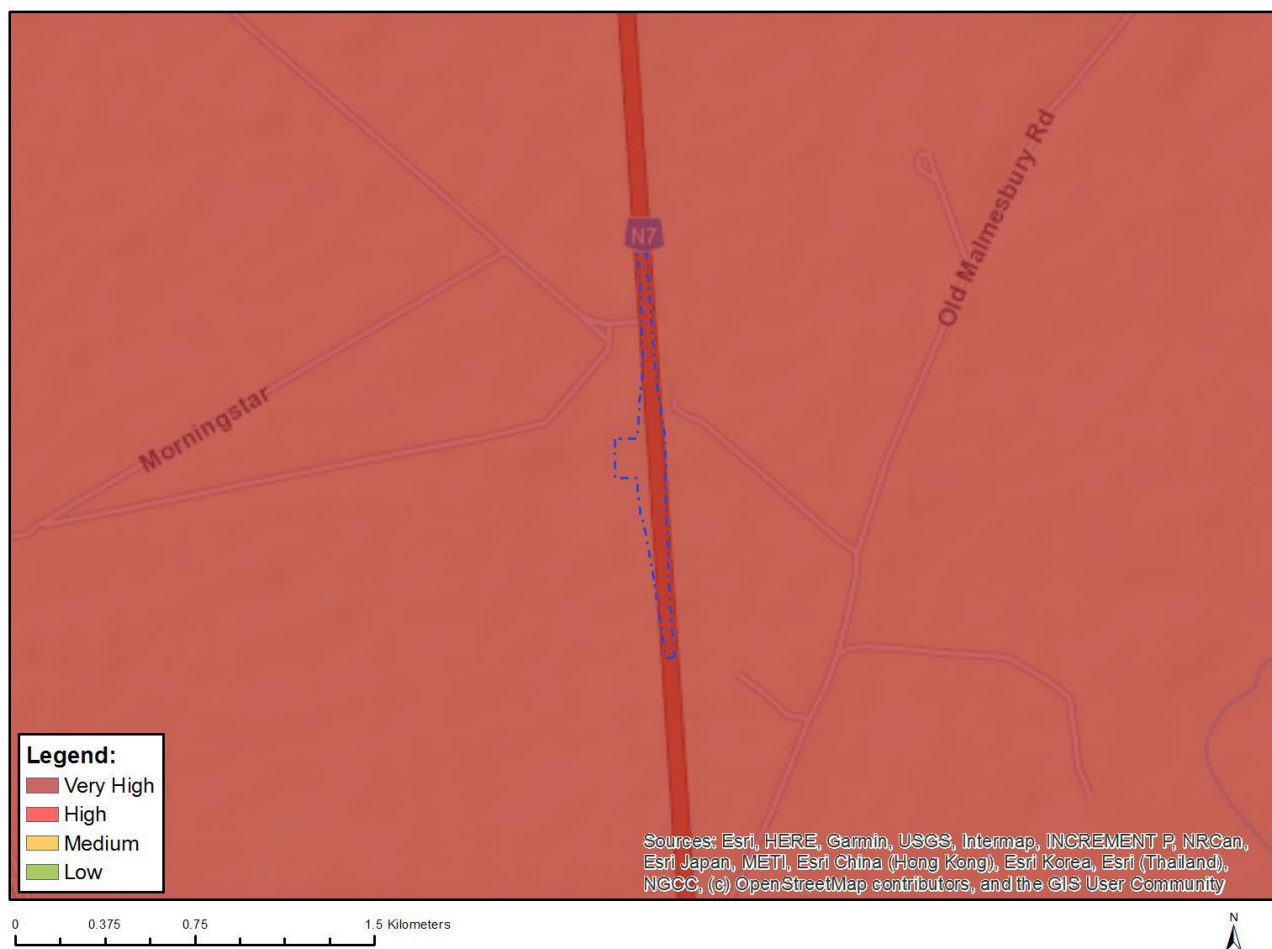 N7
Old Malmesbury Rd
Morningstar
Legend:
Very High
High
Medium
Low
Sources: Esri, HERE, Garmin, USGS, Intermap, INCREMENT P, NRCan,
Esri Japan, METI, Esri China (Hong Kong), Esri Korea, Esri (Thailand),
NGCC, (c) OpenStreetMap contributors, and the GIS User Community
0 0.375 0.75 1.5 Kilometers
N